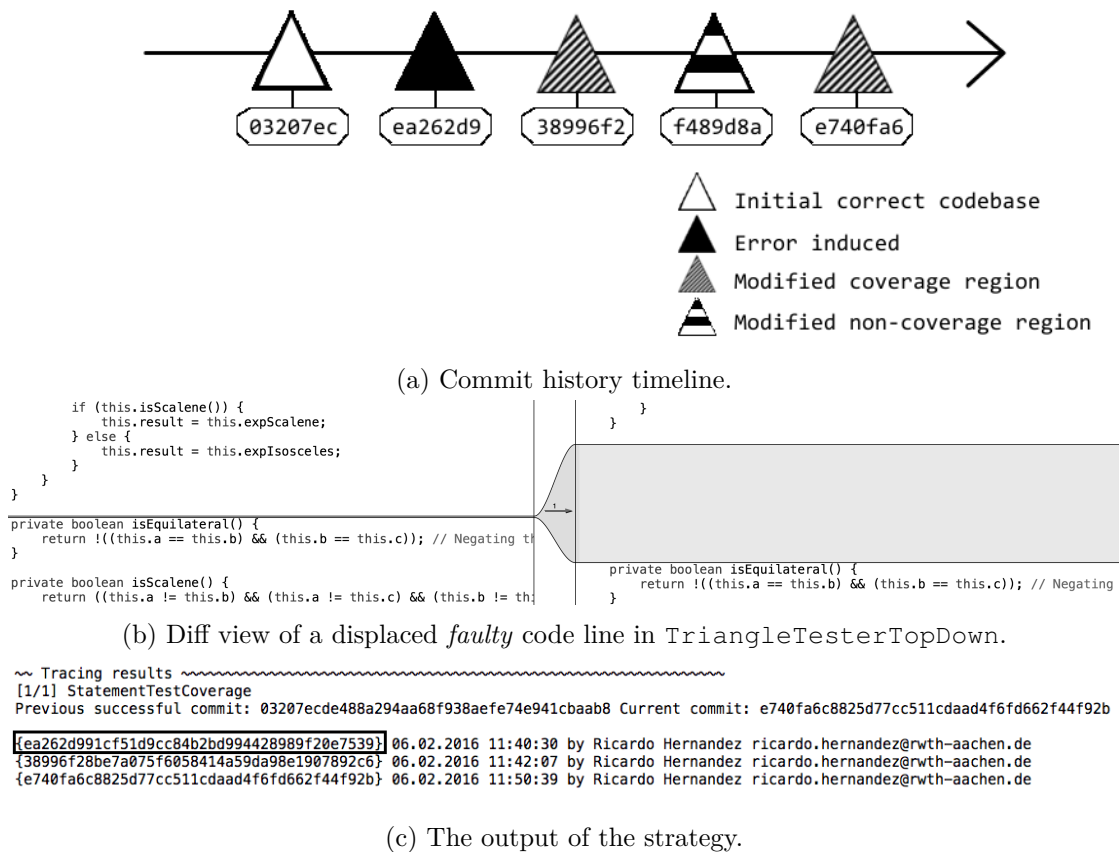 03207ec ea262d9 38996f2 f489d8a e740fa6
Initial correct codebase
Error induced
Modified coverage region
Modified non-coverage region
(a) Commit history timeline.
if (this.isScalene()) {
this.result = this.expScalene;
} else {
this.result = this.expIsosceles;
}
}
}
private boolean isEquilateral() {
return !((this.a == this.b) && (this.b == this.c)); // Negating th
}
private boolean isScalene() {
return ((this.a != this.b) && (this.a != this.c) && (this.b != thi
1
}
}
private boolean isEquilateral() {
return !((this.a == this.b) && (this.b == this.c)); // Negating
}
(b) Diff view of a displaced faulty code line in TriangleTesterTopDown.
~~ Tracing results ~~~~~~~~~~~~~~~~~~~~~~~~~~~~~~~~~~~~~~~~~~~~~~~~~~~~~~~~~~~~~~~~
[1/1] StatementTestCoverage
Previous successful commit: 03207ecde488a294aa68f938aefe74e941cbaab8 Current commit: e740fa6c8825d77cc511cdaad4f6fd662f44f92b
{ea262d991cf51d9cc84b2bd994428989f20e7539} 06.02.2016 11:40:30 by Ricardo Hernandez ricardo.hernandez@rwth-aachen.de
{38996f28be7a075f6058414a59da98e1907892c6} 06.02.2016 11:42:07 by Ricardo Hernandez ricardo.hernandez@rwth-aachen.de
{e740fa6c8825d77cc511cdaad4f6fd662f44f92b} 06.02.2016 11:50:39 by Ricardo Hernandez ricardo.hernandez@rwth-aachen.de
(c) The output of the strategy.